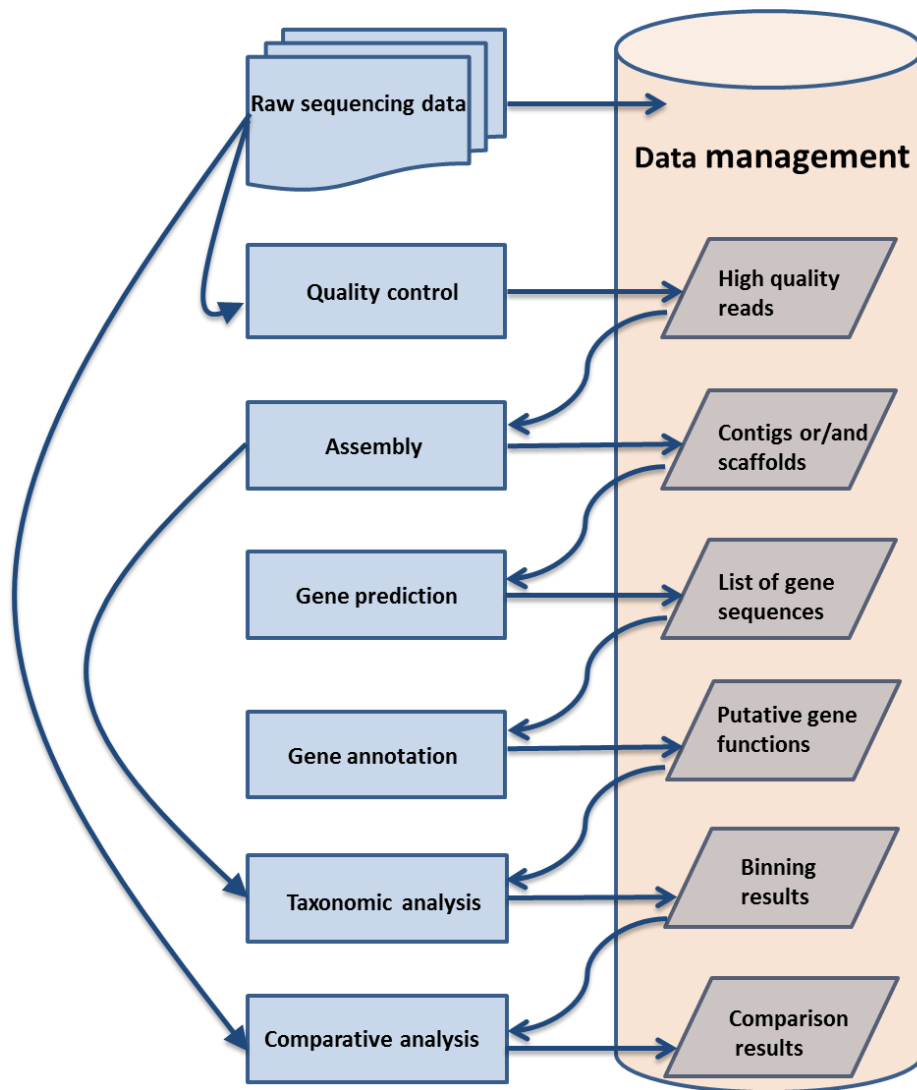 Raw sequencing data
Data management
Quality control
High quality
reads
Assembly
Contigs or/and
scaffolds
Gene prediction
List of gene
sequences
Gene annotation
Putative gene
functions
Taxonomic analysis
Binning
results
Comparative analysis
Comparison
results